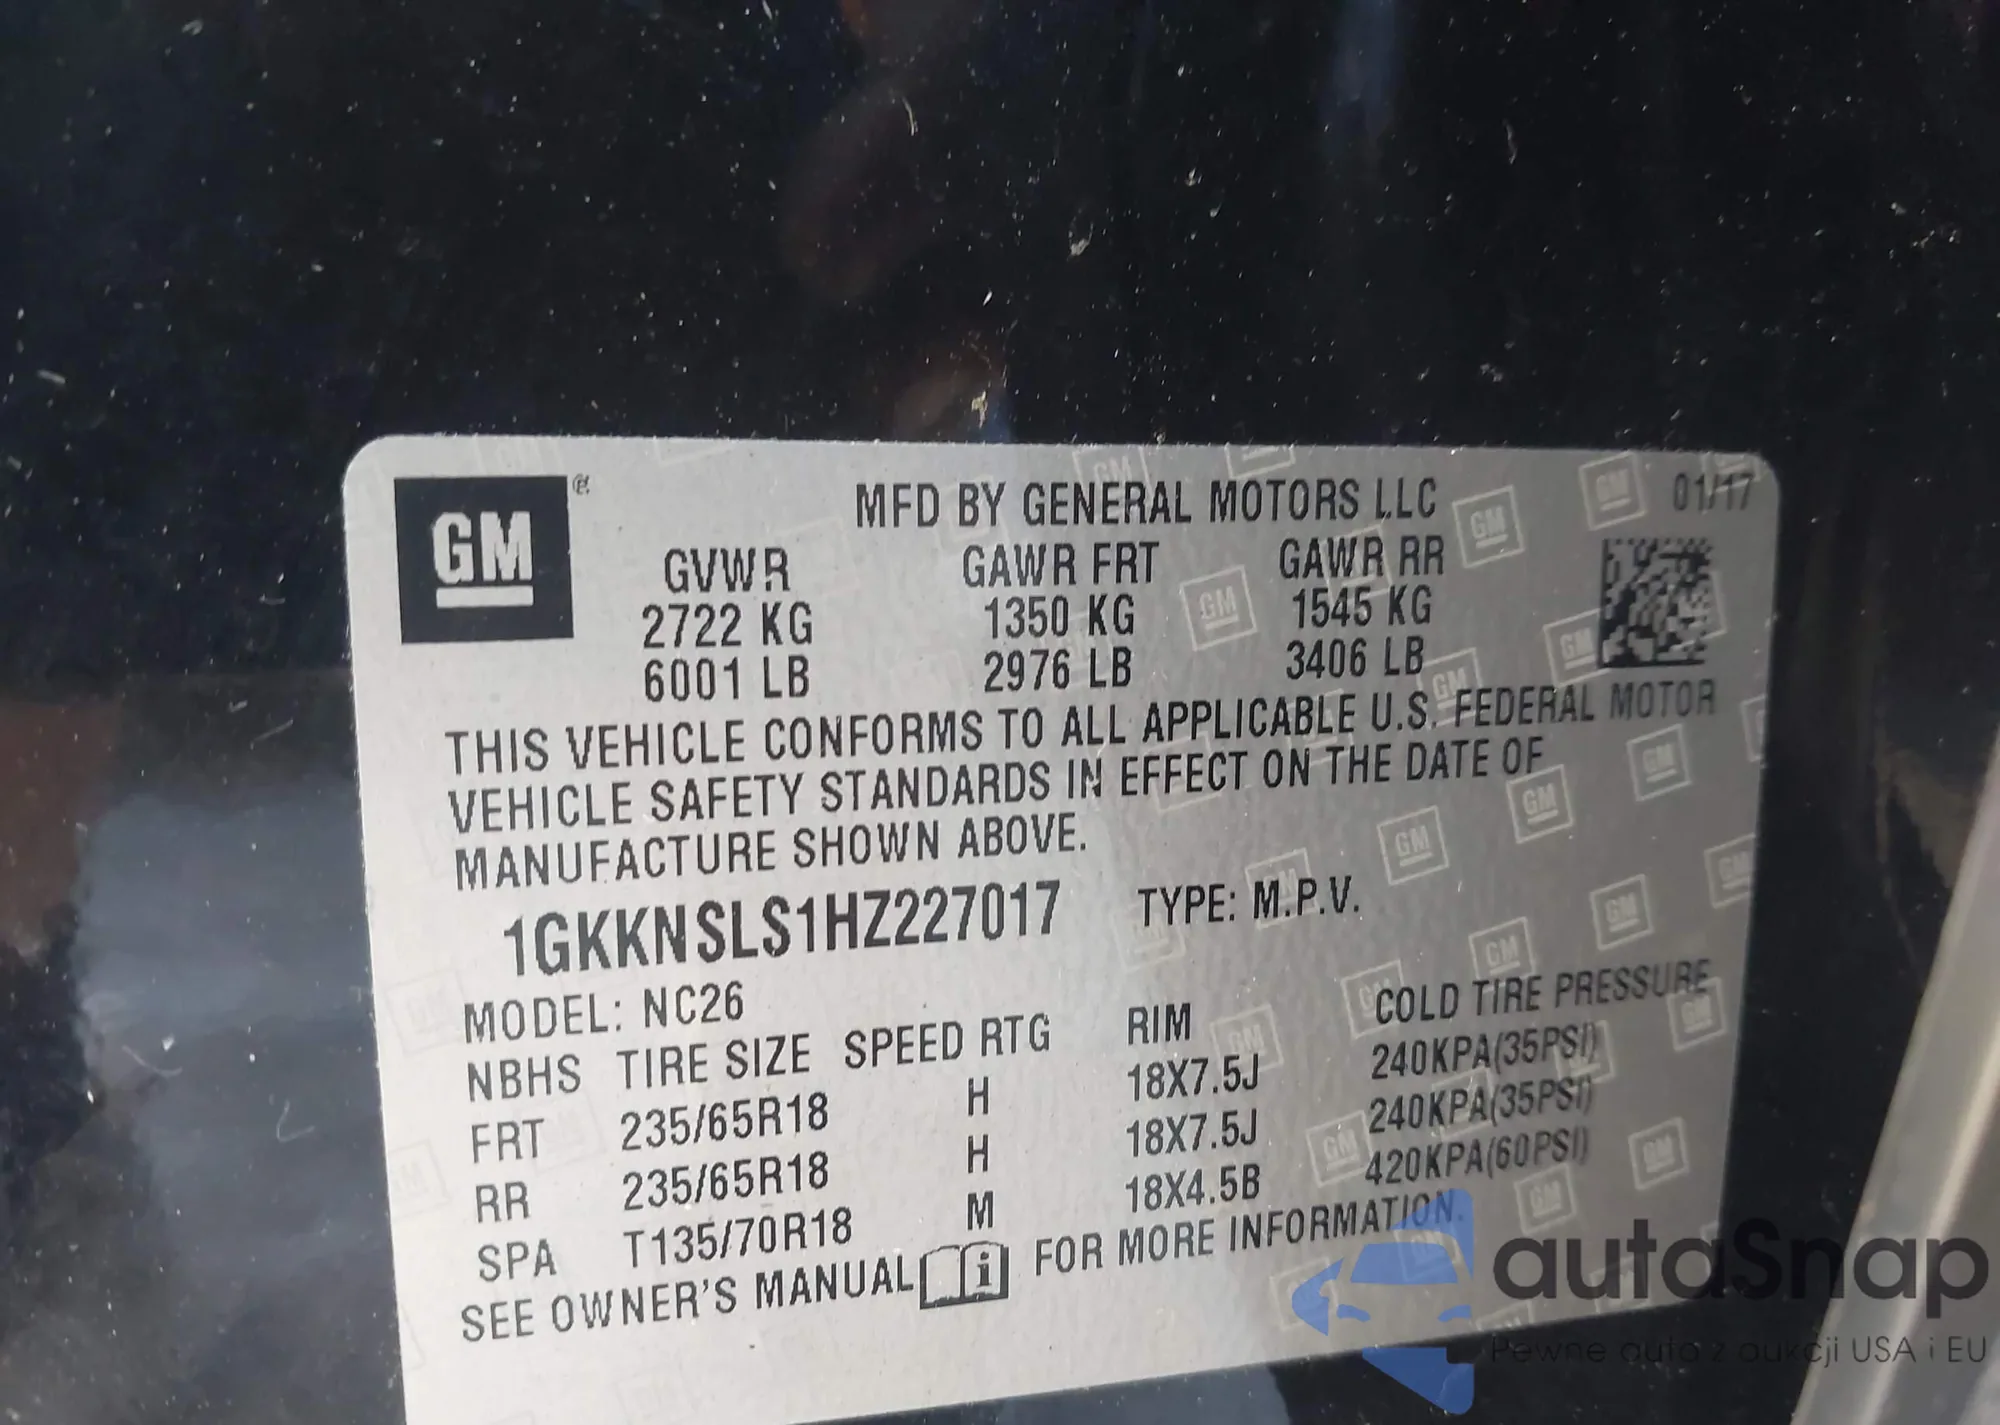 GM
MFD BY GENERAL MOTORS LLC 01/17
GVWR GAWR FRT GAWR RR
2722 KG 1350 KG 1545 KG
6001 LB 2976 LB 3406 LB
THIS VEHICLE CONFORMS TO ALL APPLICABLE U.S. FEDERAL MOTOR
VEHICLE SAFETY STANDARDS IN EFFECT ON THE DATE OF
MANUFACTURE SHOWN ABOVE.
1GKKNSLS1HZ227017 TYPE: M.P.V.
MODEL: NC26
NBHS TIRE SIZE SPEED RTG RIM COLD TIRE PRESSURE
FRT 235/65R18 H 18X7.5J 240KPA(35PSI)
RR 235/65R18 H 18X7.5J 240KPA(35PSI)
SPA T135/70R18 M 18X4.5B 420KPA(60PSI)
SEE OWNER'S MANUAL i FOR MORE INFORMATION.
autaSnap
Pewne auta z aukcji USA i EU